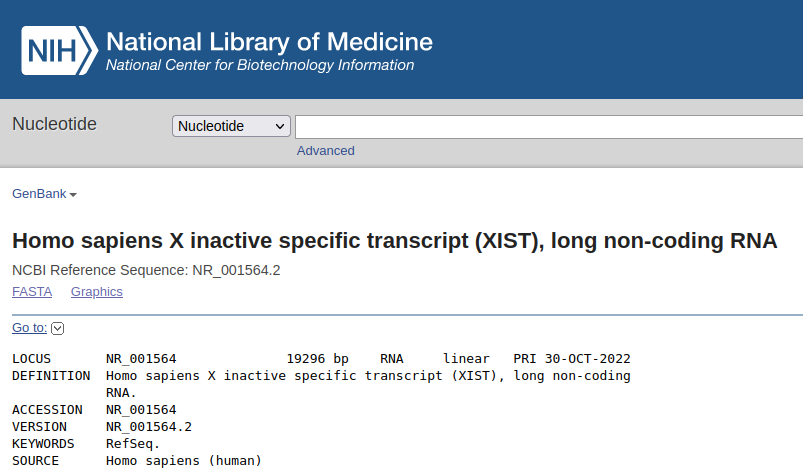 NIH National Library of Medicine
National Center for Biotechnology Information
Nucleotide
Nucleotide
Advanced
GenBank
Homo sapiens X inactive specific transcript (XIST), long non-coding RNA
NCBI Reference Sequence: NR_001564.2
FASTA Graphics
Go to:
LOCUS NR_001564 19296 bp RNA linear PRI 30-OCT-2022
DEFINITION Homo sapiens X inactive specific transcript (XIST), long non-coding
RNA.
ACCESSION NR_001564
VERSION NR_001564.2
KEYWORDS RefSeq.
SOURCE Homo sapiens (human)